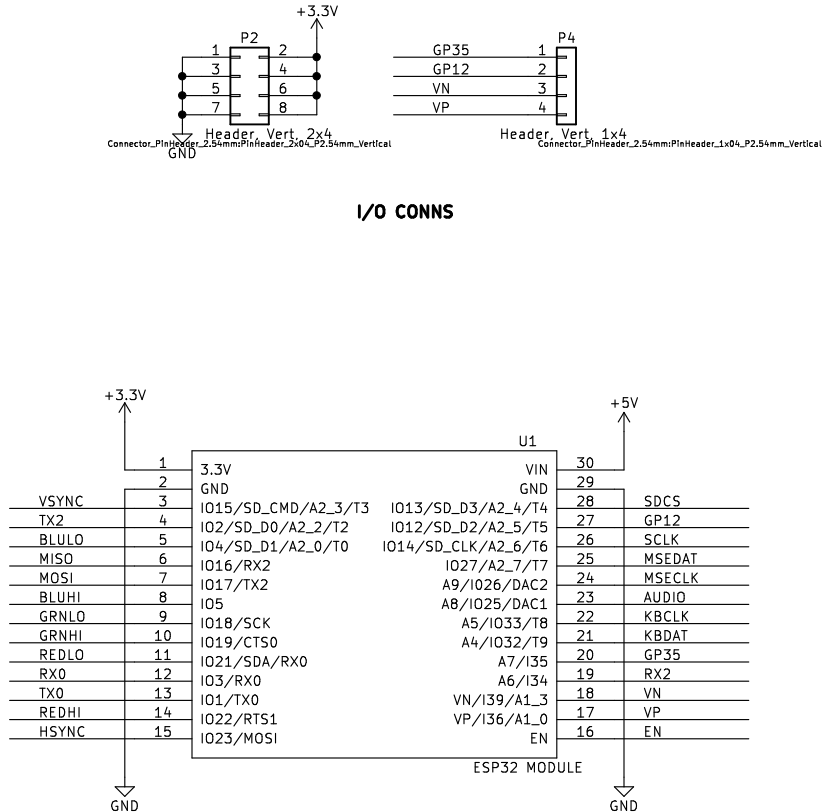 +3.3V
P2 P4
1 2 GP35 1
3 4 GP12 2
5 6 VN 3
7 8 VP 4
Header, Vert, 2x4 Header, Vert, 1x4
Connector_PinHeader_2.54mm:PinHeader_2x04_P2.54mm_Vertical Connector_PinHeader_2.54mm:PinHeader_1x04_P2.54mm_Vertical
GND
I/O CONNS
+3.3V +5V
U1
1 3.3V VIN 30
2 GND GND 29
VSYNC 3 IO15/SD_CMD/A2_3/T3 IO13/SD_D3/A2_4/T4 28 SDCS
TX2 4 IO2/SD_D0/A2_2/T2 IO12/SD_D2/A2_5/T5 27 GP12
BLULO 5 IO4/SD_D1/A2_0/T0 IO14/SD_CLK/A2_6/T6 26 SCLK
MISO 6 IO16/RX2 IO27/A2_7/T7 25 MSEDAT
MOSI 7 IO17/TX2 A9/IO26/DAC2 24 MSECLK
BLUHI 8 IO5 A8/IO25/DAC1 23 AUDIO
GRNLO 9 IO18/SCK A5/IO33/T8 22 KBCLK
GRNHI 10 IO19/CTS0 A4/IO32/T9 21 KBDAT
REDLO 11 IO21/SDA/RX0 A7/I35 20 GP35
RX0 12 IO3/RX0 A6/I34 19 RX2
TX0 13 IO1/TX0 VN/I39/A1_3 18 VN
REDHI 14 IO22/RTS1 VP/I36/A1_0 17 VP
HSYNC 15 IO23/MOSI EN 16 EN
ESP32 MODULE
GND GND